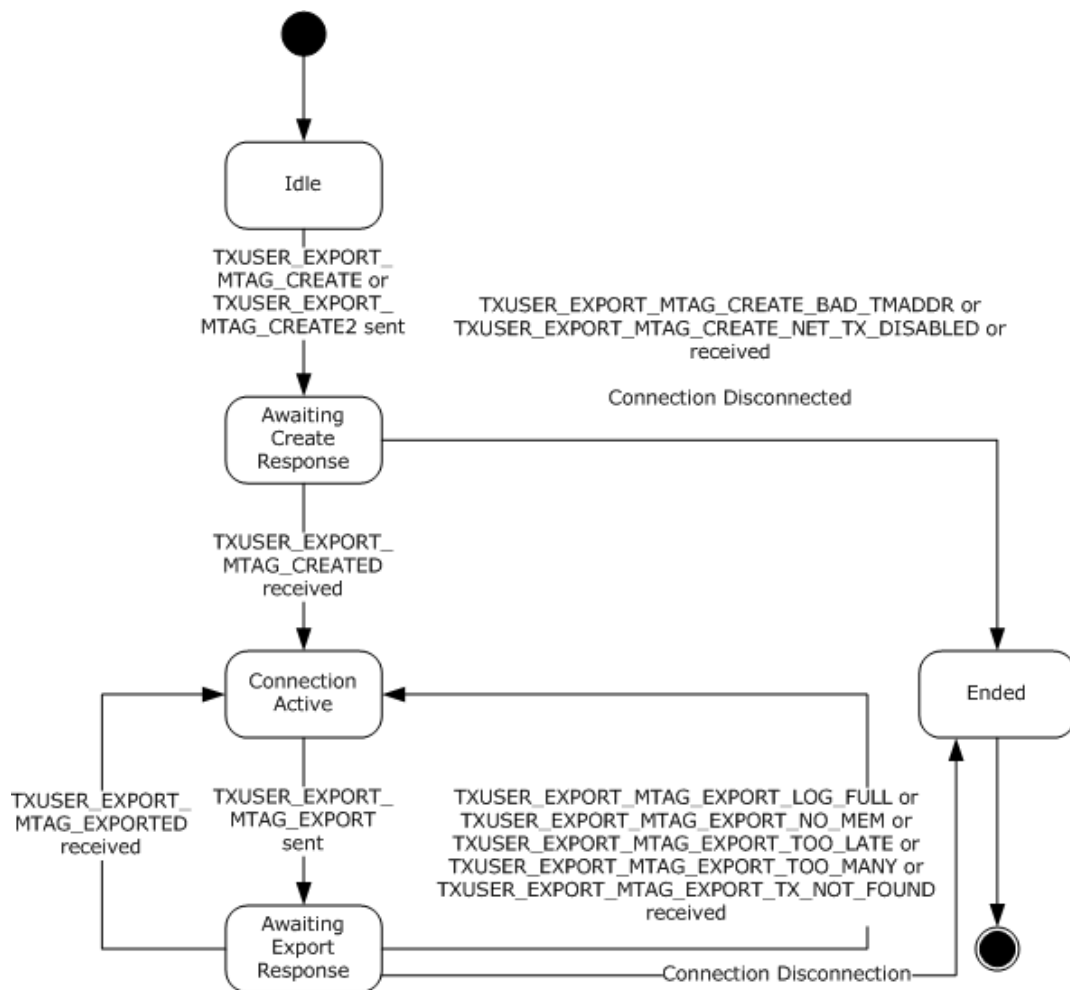 Idle
TXUSER_EXPORT_
MTAG_CREATE or
TXUSER_EXPORT_
MTAG_CREATE2 sent
TXUSER_EXPORT_MTAG_CREATE_BAD_TMADDR or
TXUSER_EXPORT_MTAG_CREATE_NET_TX_DISABLED or
received
Connection Disconnected
Awaiting
Create
Response
TXUSER_EXPORT_
MTAG_CREATED
received
Connection
Active
Ended
TXUSER_EXPORT_
MTAG_EXPORTED
received
TXUSER_EXPORT_
MTAG_EXPORT
sent
TXUSER_EXPORT_MTAG_EXPORT_LOG_FULL or
TXUSER_EXPORT_MTAG_EXPORT_NO_MEM or
TXUSER_EXPORT_MTAG_EXPORT_TOO_LATE or
TXUSER_EXPORT_MTAG_EXPORT_TOO_MANY or
TXUSER_EXPORT_MTAG_EXPORT_TX_NOT_FOUND
received
Awaiting
Export
Response
Connection Disconnection